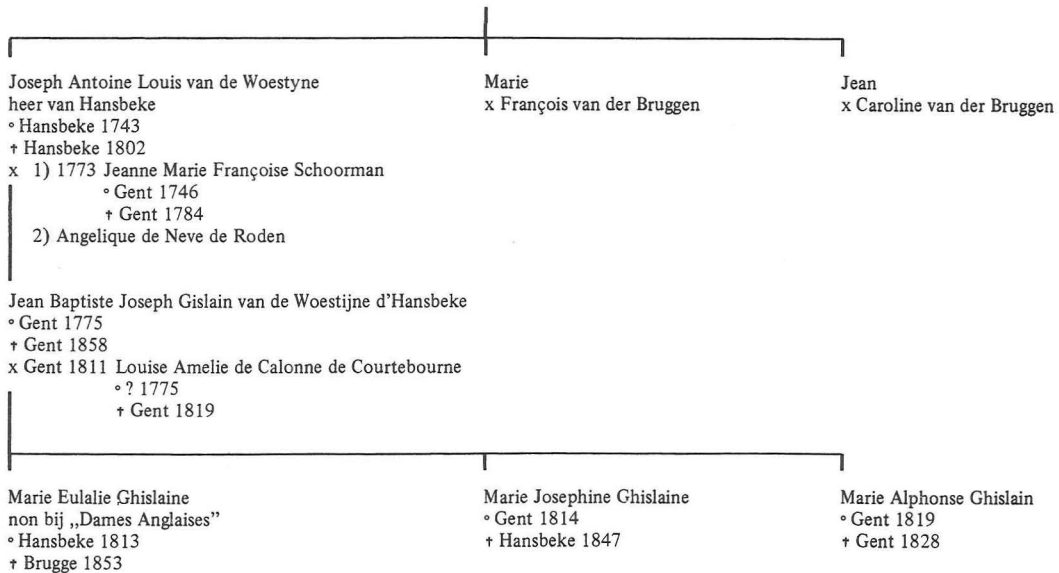 Joseph Antoine Louis van de Woestyne
heer van Hansbeke
° Hansbeke 1743
† Hansbeke 1802
x 1) 1773 Jeanne Marie Françoise Schoorman
° Gent 1746
† Gent 1784
2) Angelique de Neve de Roden
Marie
x François van der Bruggen
Jean
x Caroline van der Bruggen
Jean Baptiste Joseph Gislain van de Woestijne d'Hansbeke
° Gent 1775
† Gent 1858
x Gent 1811 Louise Amelie de Calonne de Courtebourne
° ? 1775
† Gent 1819
Marie Eulalie Ghislaine
non bij „Dames Anglaises”
° Hansbeke 1813
† Brugge 1853
Marie Josephine Ghislaine
° Gent 1814
† Hansbeke 1847
Marie Alphonse Ghislain
° Gent 1819
† Gent 1828